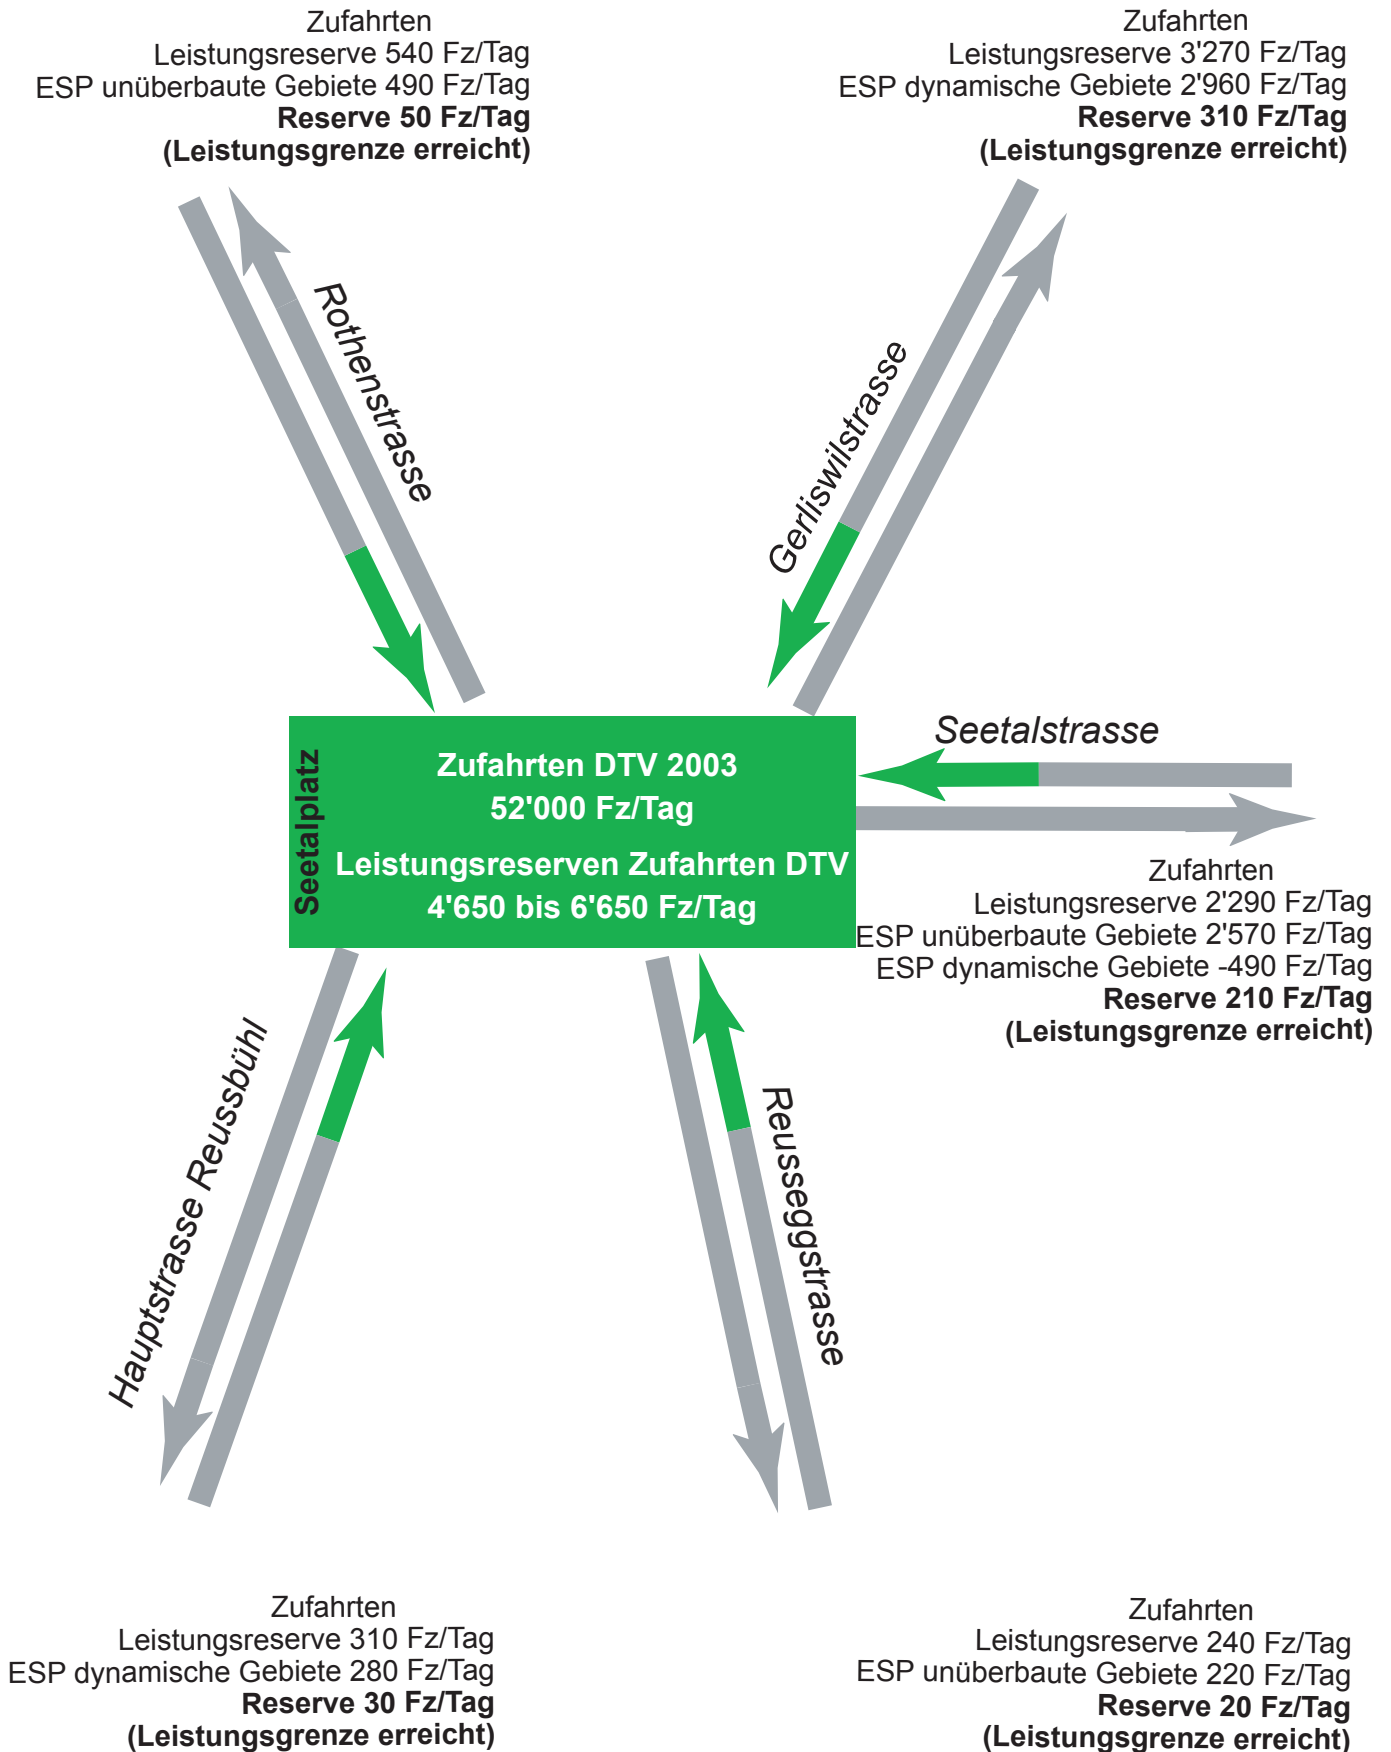 Zufahrten
Leistungsreserve 540 Fz/Tag
ESP unüberbaute Gebiete 490 Fz/Tag
Reserve 50 Fz/Tag
(Leistungsgrenze erreicht)
Zufahrten
Leistungsreserve 3'270 Fz/Tag
ESP dynamische Gebiete 2'960 Fz/Tag
Reserve 310 Fz/Tag
(Leistungsgrenze erreicht)
Rothenstrasse
Gerliswilstrasse
Seetalstrasse
Seetalplatz
Zufahrten DTV 2003
52'000 Fz/Tag
Leistungsreserven Zufahrten DTV
4'650 bis 6'650 Fz/Tag
Zufahrten
Leistungsreserve 2'290 Fz/Tag
ESP unüberbaute Gebiete 2'570 Fz/Tag
ESP dynamische Gebiete -490 Fz/Tag
Reserve 210 Fz/Tag
(Leistungsgrenze erreicht)
Hauptstrasse Reussbühl
Reusseggstrasse
Zufahrten
Leistungsreserve 310 Fz/Tag
ESP dynamische Gebiete 280 Fz/Tag
Reserve 30 Fz/Tag
(Leistungsgrenze erreicht)
Zufahrten
Leistungsreserve 240 Fz/Tag
ESP unüberbaute Gebiete 220 Fz/Tag
Reserve 20 Fz/Tag
(Leistungsgrenze erreicht)